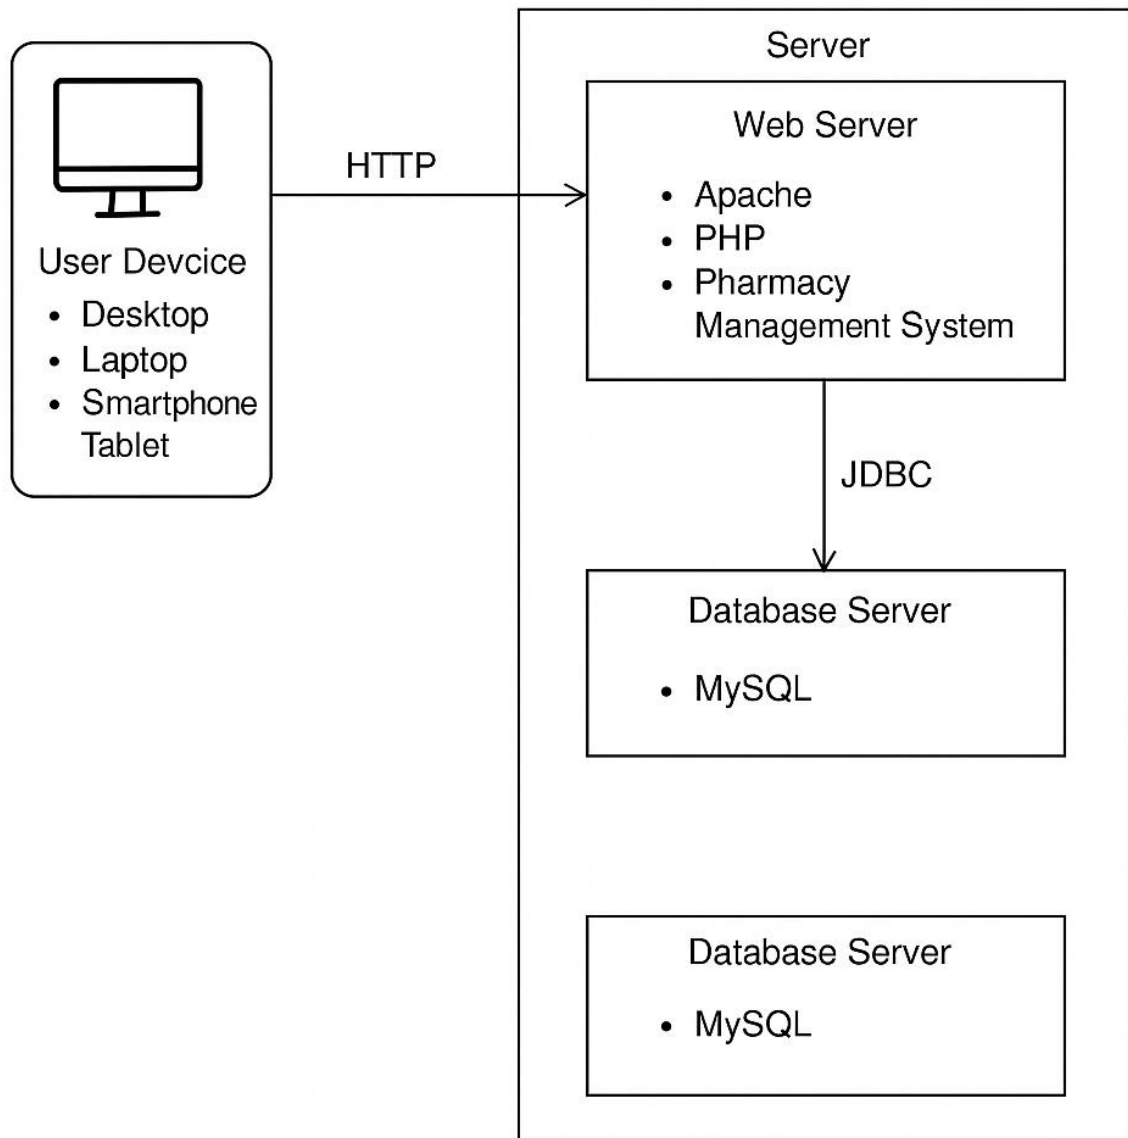 User Devcice
• Desktop
• Laptop
• Smartphone
Tablet
HTTP
Server
Web Server
• Apache
• PHP
• Pharmacy
Management System
JDBC
Database Server
• MySQL
Database Server
• MySQL